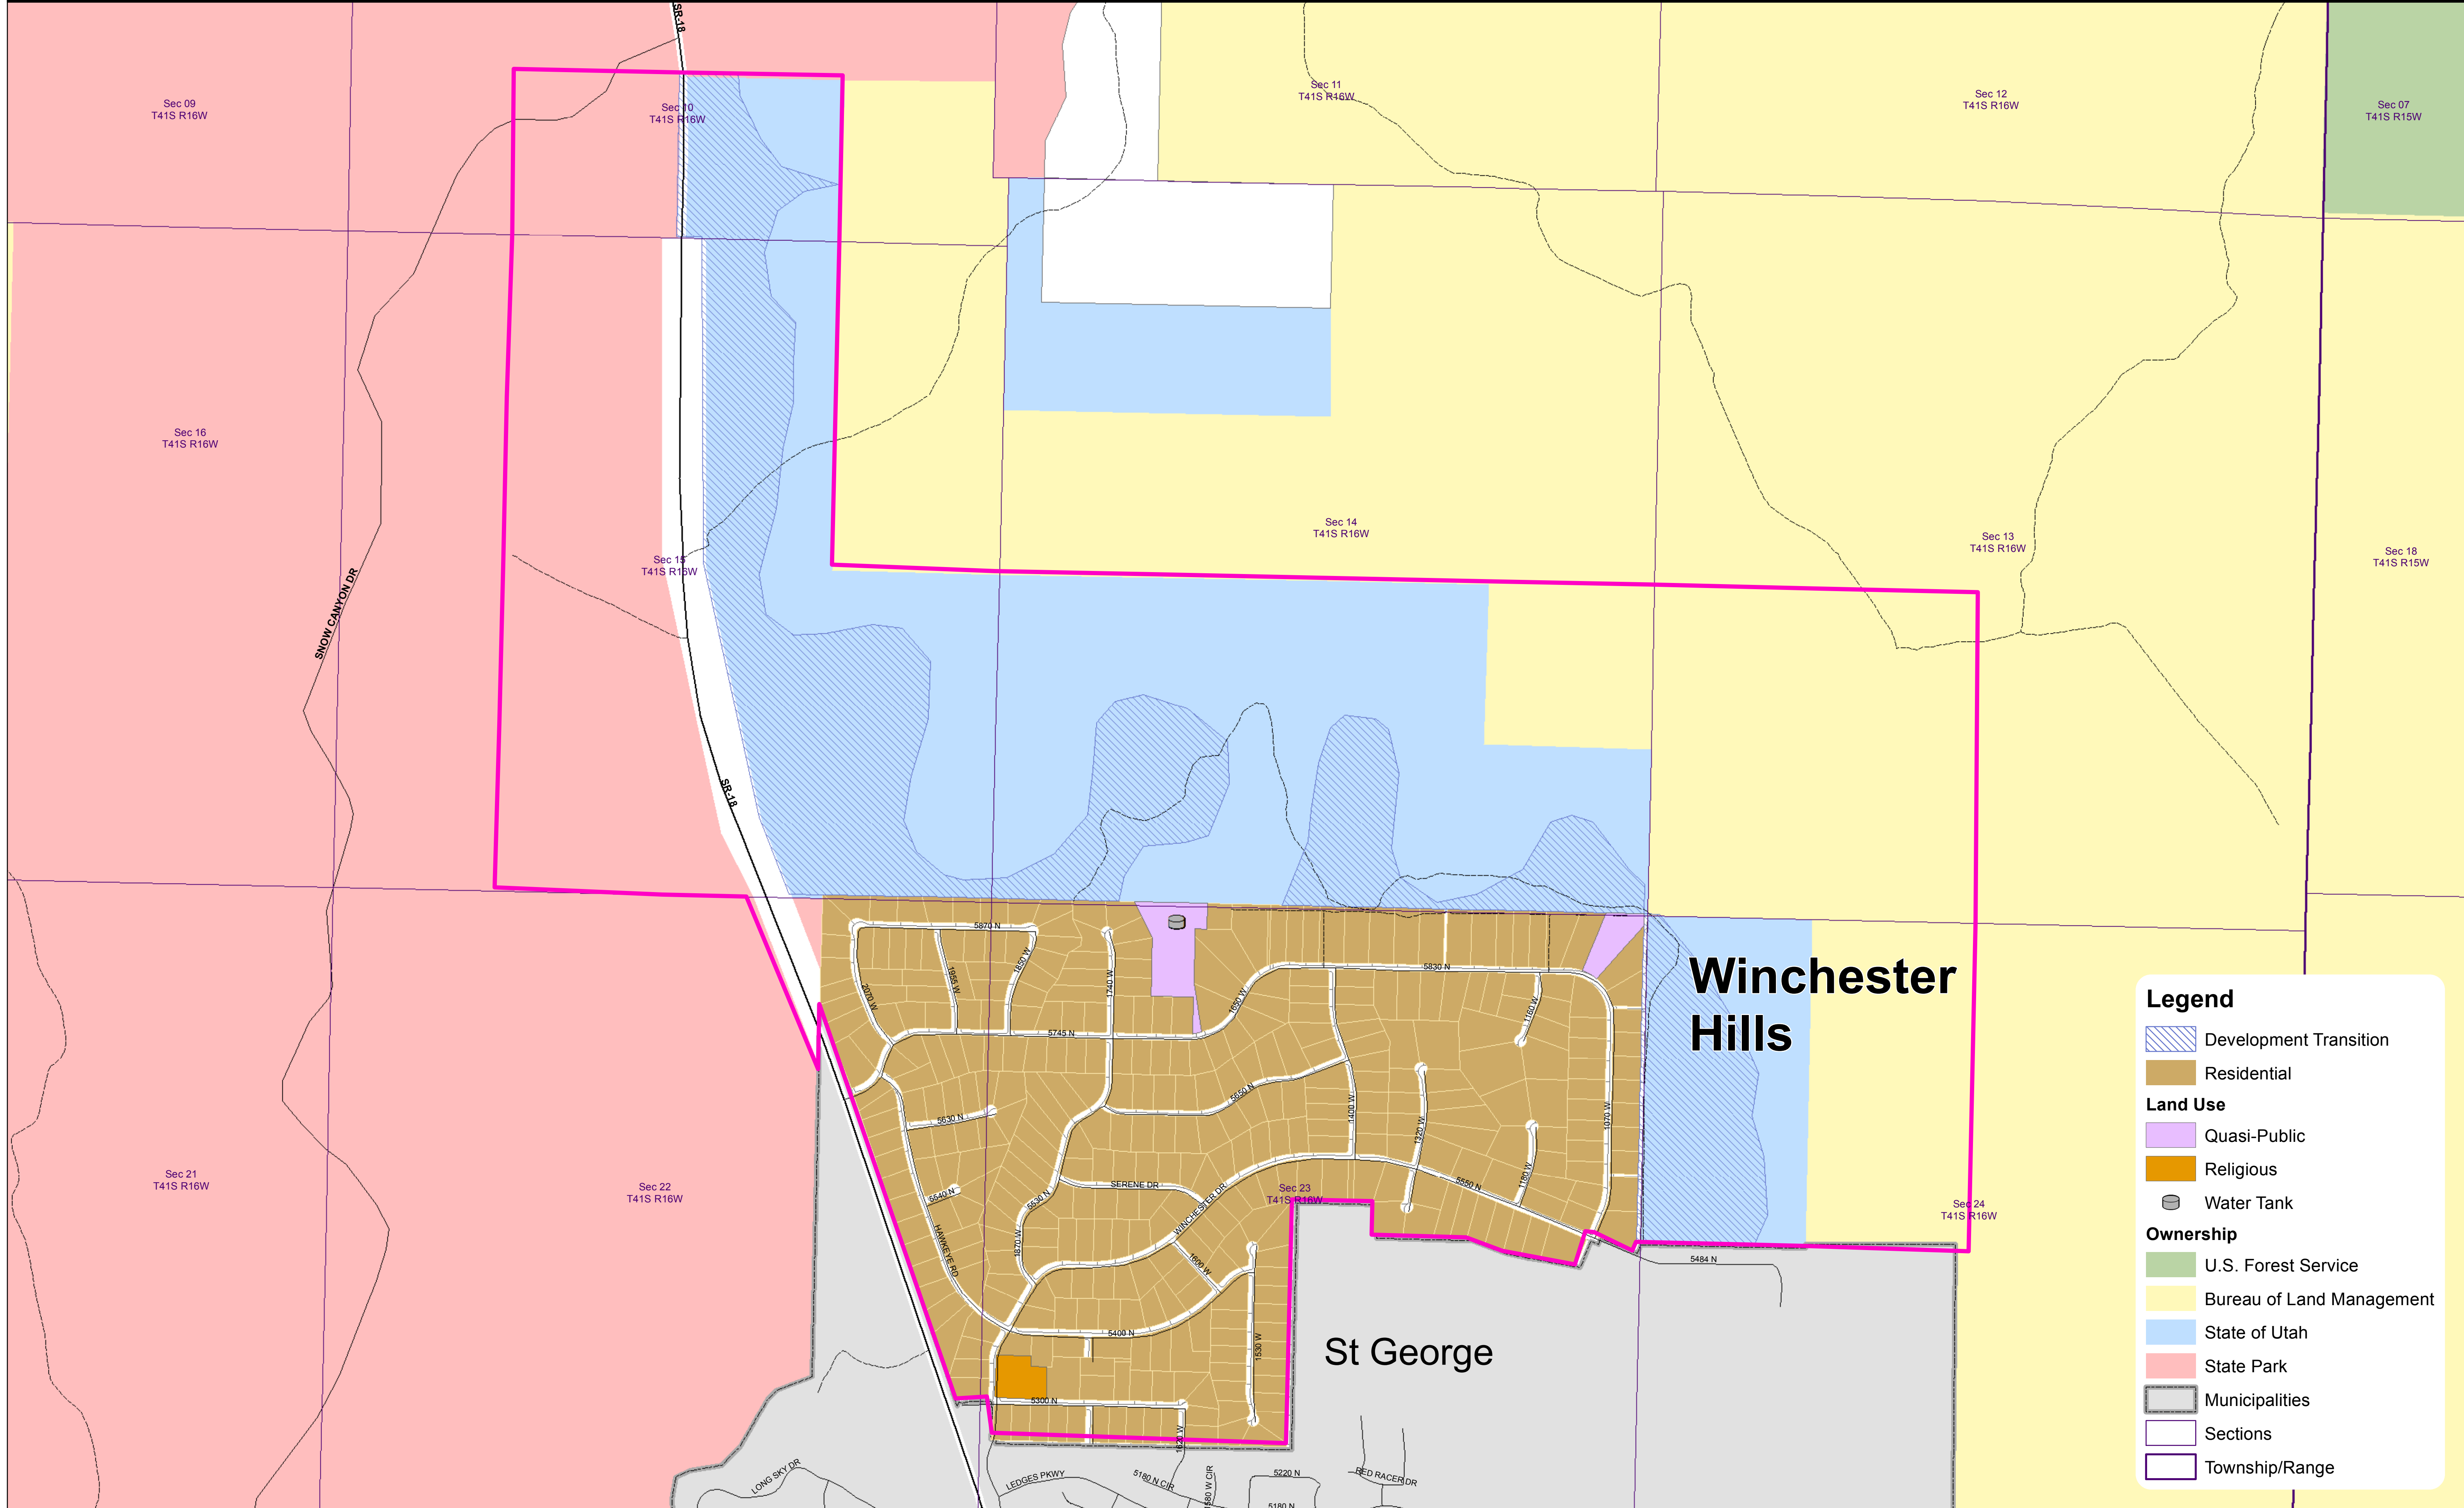 SR-18
Sec 09
T41S R16W
Sec 10
T41S R16W
Sec 11
T41S R16W
Sec 12
T41S R16W
Sec 07
T41S R15W
Sec 16
T41S R16W
Sec 15
T41S R16W
Sec 14
T41S R16W
Sec 13
T41S R16W
Sec 18
T41S R15W
SNOW CANYON DR
SR-18
5870 N
1955 W
1850 W
2070 W
1740 W
5745 N
1650 W
5830 N
1160 W
Winchester
Hills
5630 N
5650 N
1400 W
1320 W
1070 W
Sec 21
T41S R16W
Sec 22
T41S R16W
Sec 23
T41S R16W
Sec 24
T41S R16W
5540 N
5530 N
SERENE DR
WINCHESTER DR
5550 N
1180 W
HAWKEYE RD
1870 W
1600 W
5484 N
5400 N
1530 W
St George
5300 N
1620 W
LONG SKY DR
LEDGES PKWY
5180 N CIR
1580 W CIR
5220 N
RED RACER DR
5180 N
Legend
Development Transition
Residential
Land Use
Quasi-Public
Religious
Water Tank
Ownership
U.S. Forest Service
Bureau of Land Management
State of Utah
State Park
Municipalities
Sections
Township/Range